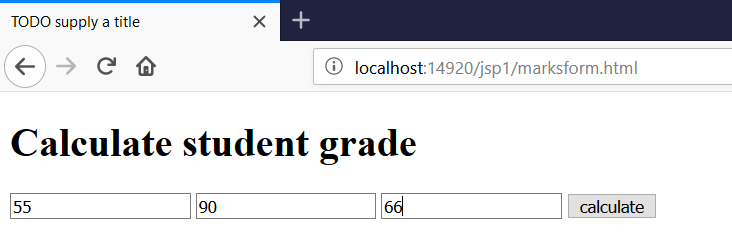 TODO supply a title
localhost:14920/jsp1/marksform.html
Calculate student grade
55 90 66 calculate